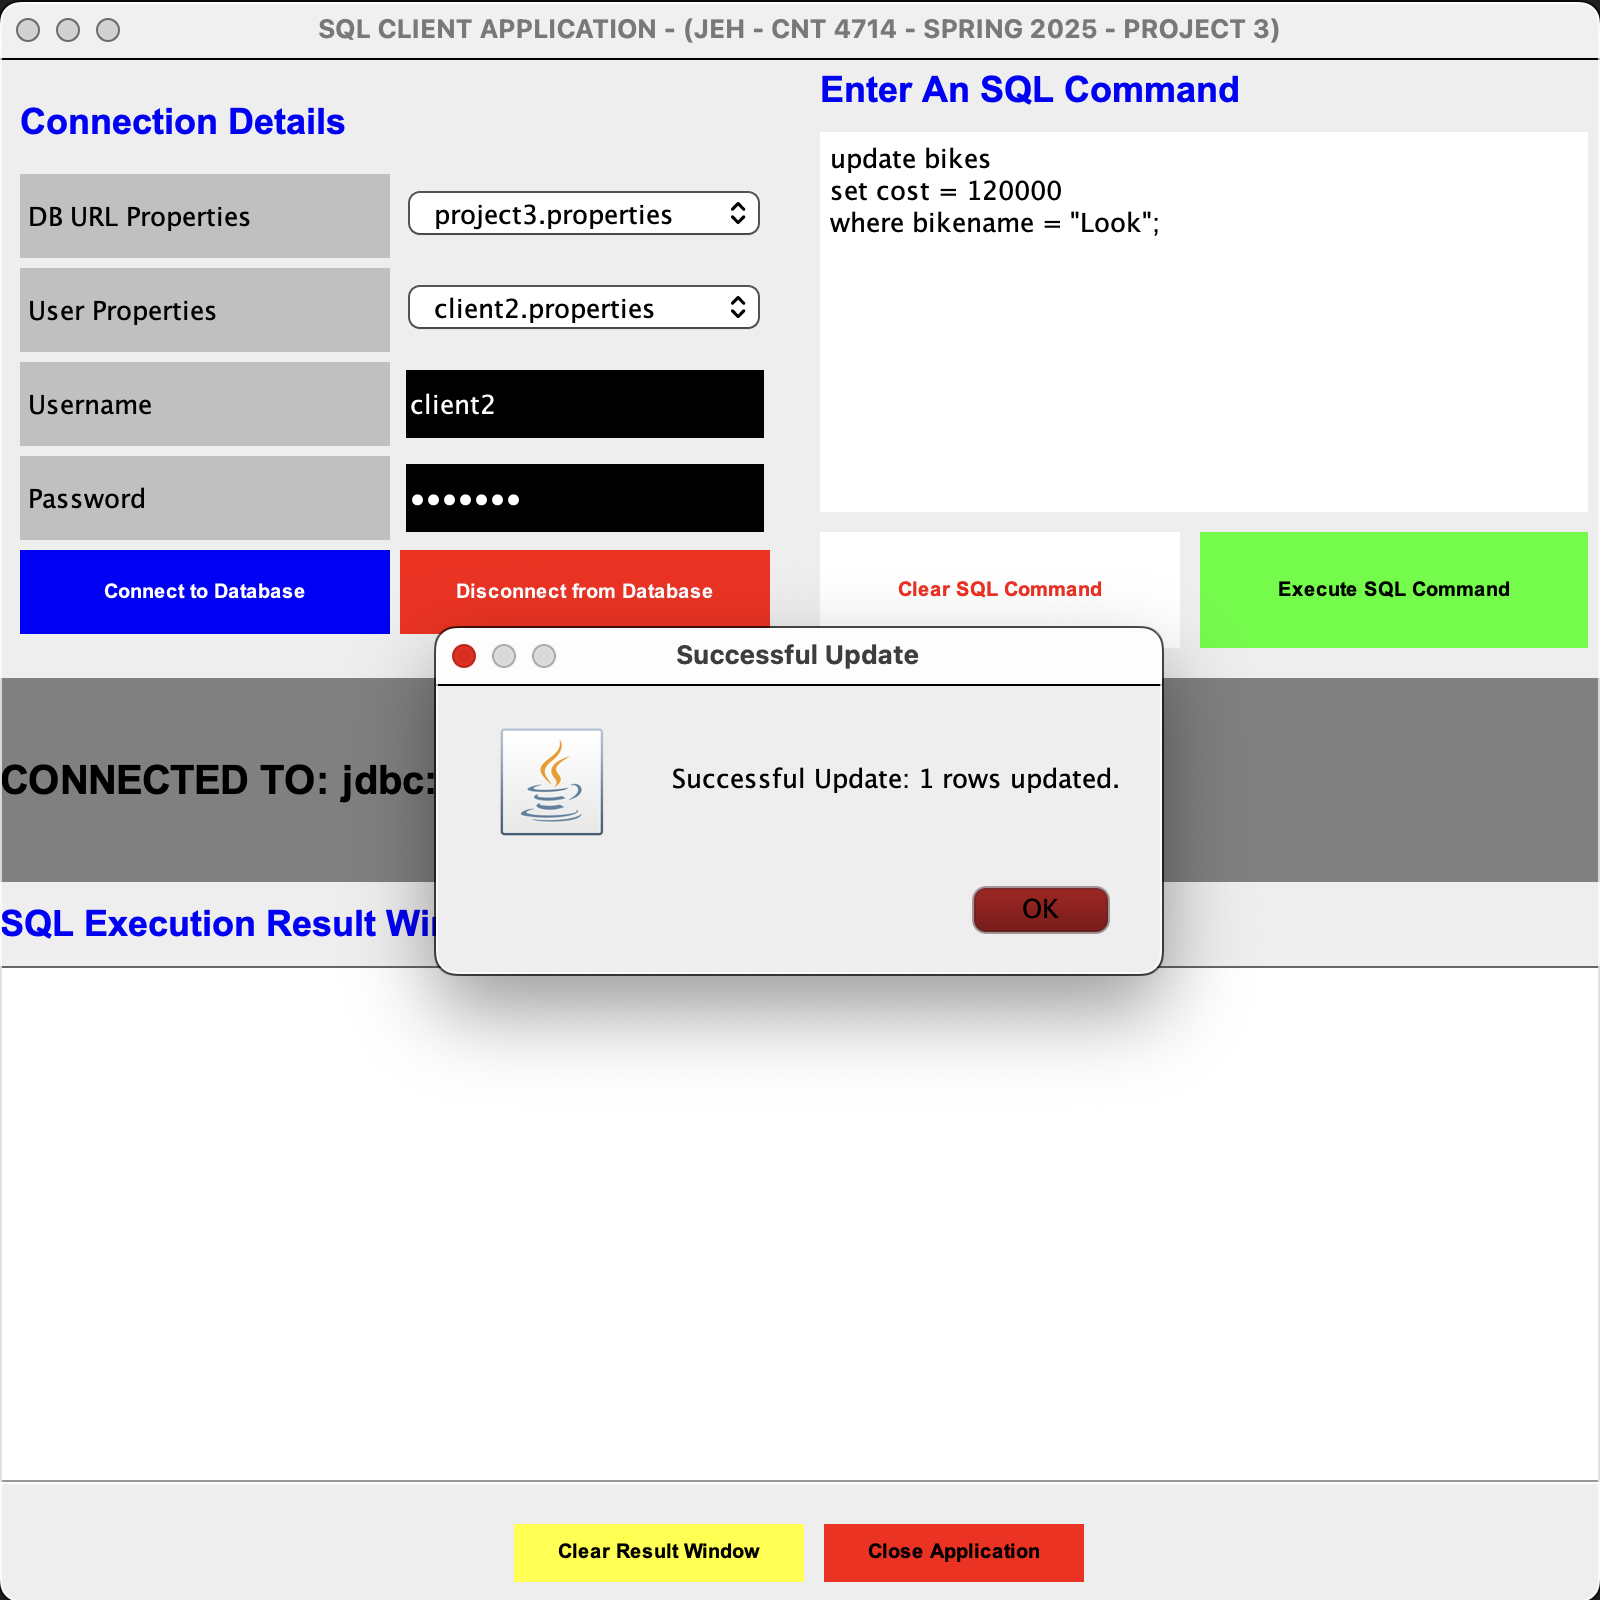 SQL CLIENT APPLICATION - (JEH - CNT 4714 - SPRING 2025 - PROJECT 3)
Connection Details
DB URL Properties
project3.properties
User Properties
client2.properties
Username
client2
Password
•••••••
Connect to Database
Disconnect from Database
Enter An SQL Command
update bikes
set cost = 120000
where bikename = "Look";
Clear SQL Command
Execute SQL Command
CONNECTED TO: jdbc:
Successful Update
Successful Update: 1 rows updated.
OK
SQL Execution Result
Clear Result Window
Close Application